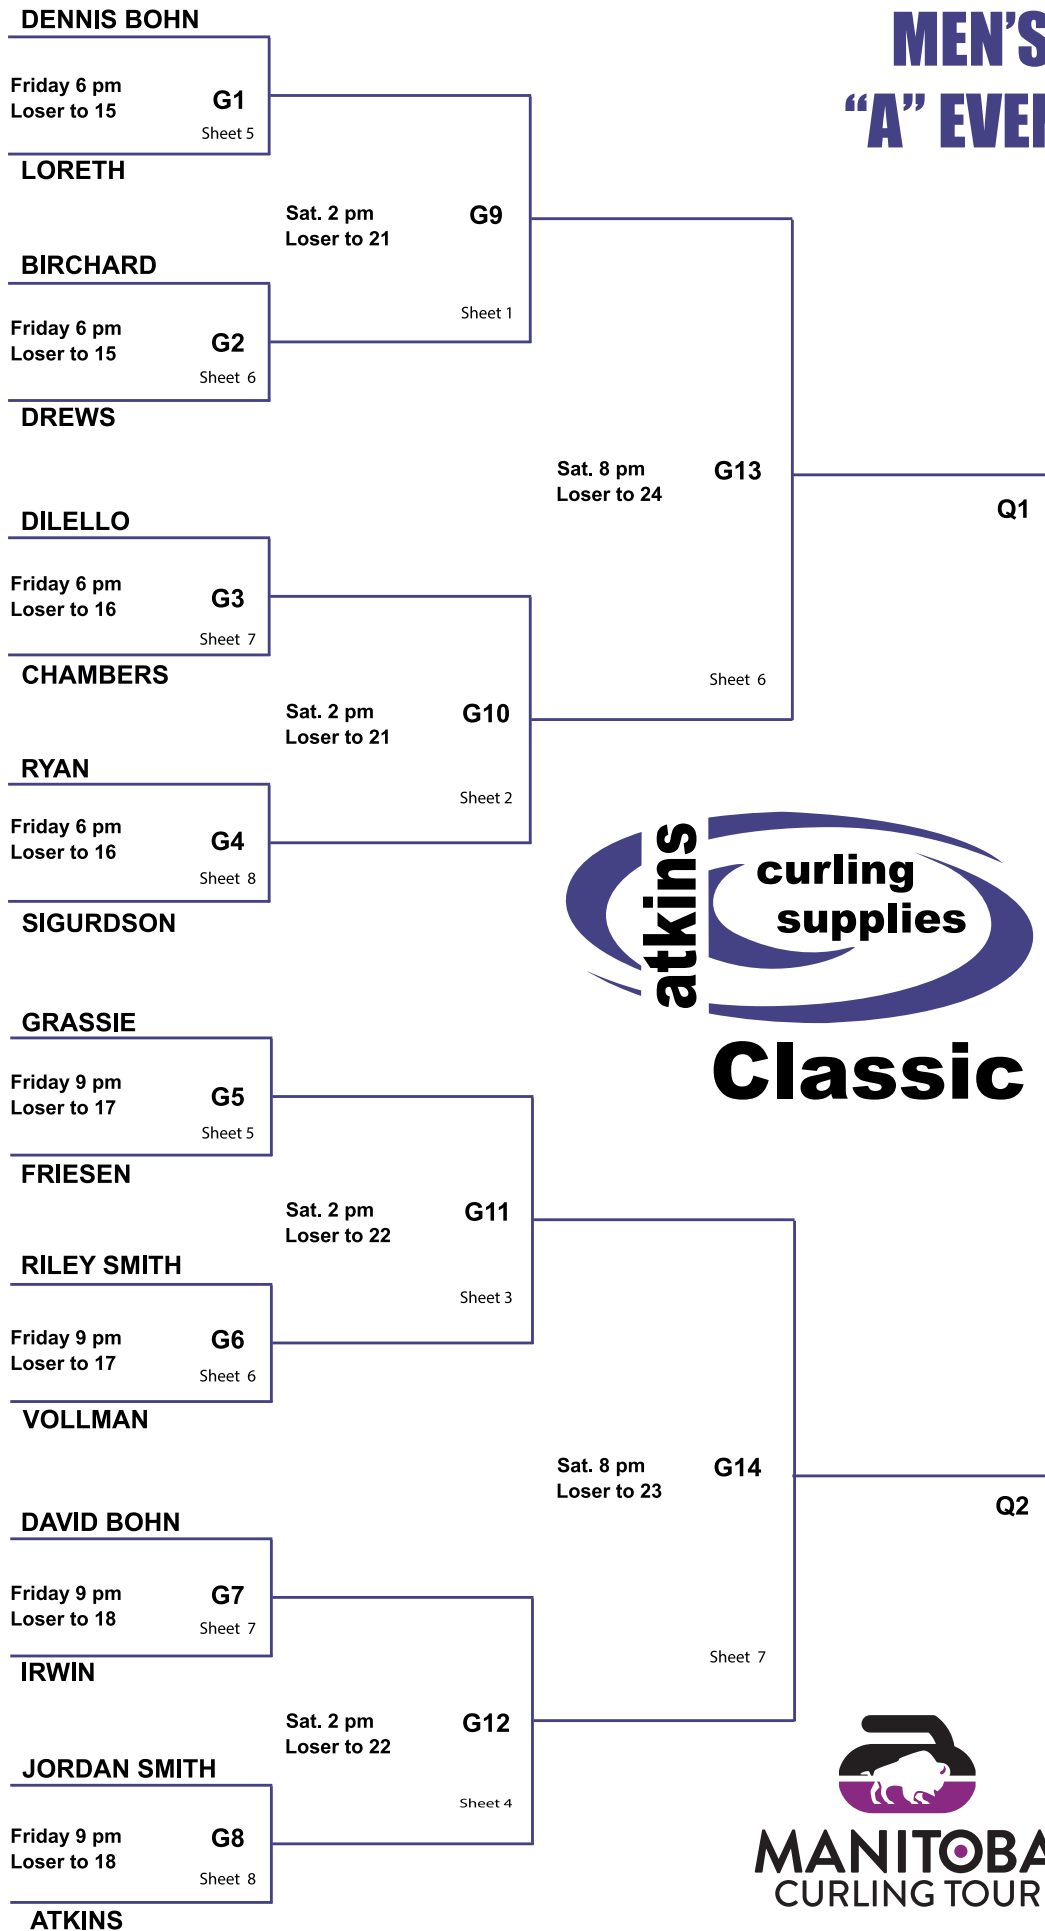 MEN'S
"A" EVEN
DENNIS BOHN
Friday 6 pm
Loser to 15
G1
Sheet 5
LORETH
Sat. 2 pm
Loser to 21
G9
Sheet 1
BIRCHARD
Friday 6 pm
Loser to 15
G2
Sheet 6
DREWS
Sat. 8 pm
Loser to 24
G13
Sheet 6
Q1
DILELLO
Friday 6 pm
Loser to 16
G3
Sheet 7
CHAMBERS
Sat. 2 pm
Loser to 21
G10
Sheet 2
RYAN
Friday 6 pm
Loser to 16
G4
Sheet 8
SIGURDSON
atkins
curling
supplies
Classic
GRASSIE
Friday 9 pm
Loser to 17
G5
Sheet 5
FRIESEN
Sat. 2 pm
Loser to 22
G11
Sheet 3
RILEY SMITH
Friday 9 pm
Loser to 17
G6
Sheet 6
VOLLMAN
Sat. 8 pm
Loser to 23
G14
Sheet 7
Q2
DAVID BOHN
Friday 9 pm
Loser to 18
G7
Sheet 7
IRWIN
Sat. 2 pm
Loser to 22
G12
Sheet 4
JORDAN SMITH
Friday 9 pm
Loser to 18
G8
Sheet 8
ATKINS
MANITOBA
CURLING TOUR